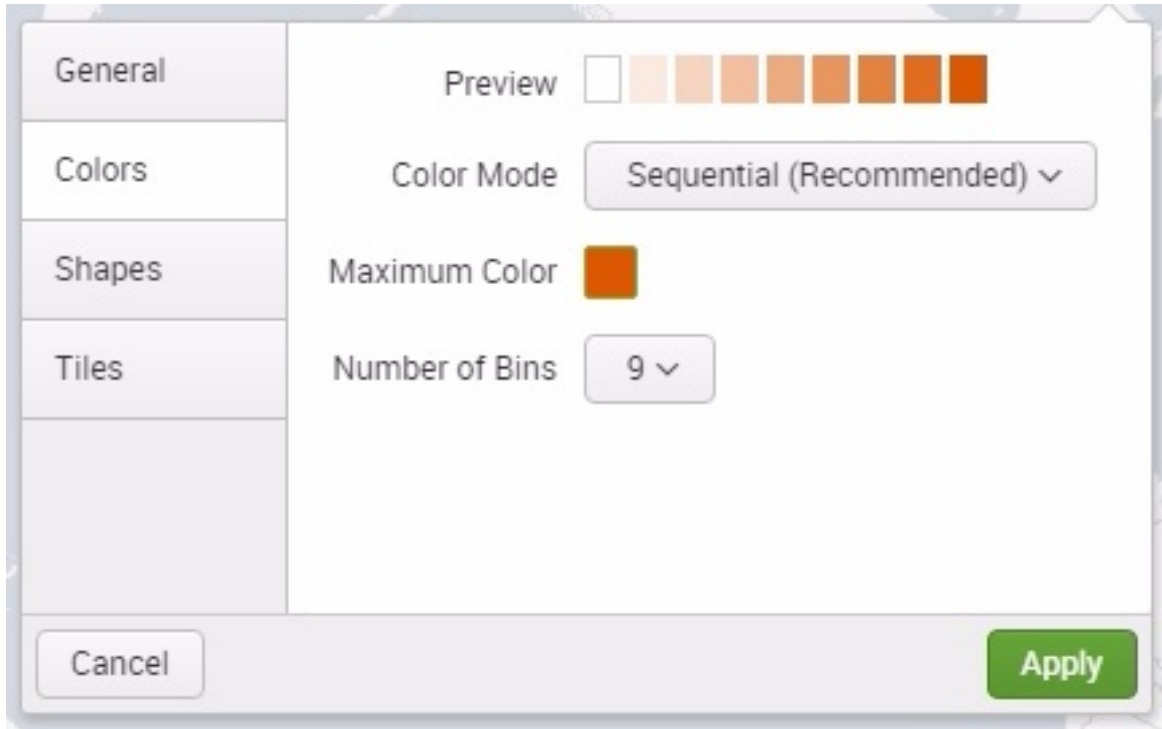 General
Colors
Shapes
Tiles
Preview
Color Mode Sequential (Recommended)
Maximum Color
Number of Bins 9
Cancel
Apply